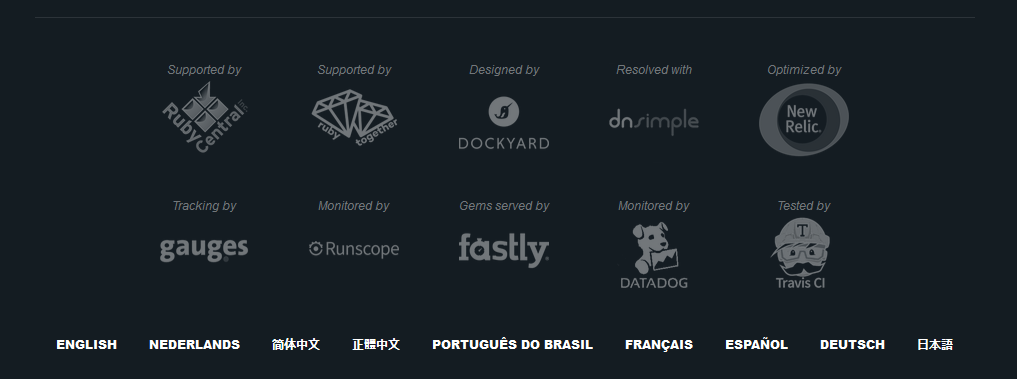 Supported by Supported by Designed by Resolved with Optimized by
RubyCentral Inc. ruby together DOCKYARD dnsimple New Relic.
Tracking by Monitored by Gems served by Monitored by Tested by
gauges Runscope fastly DATADOG T Travis CI
ENGLISH NEDERLANDS 简体中文 正體中文 PORTUGUÊS DO BRASIL FRANÇAIS ESPAÑOL DEUTSCH 日本語